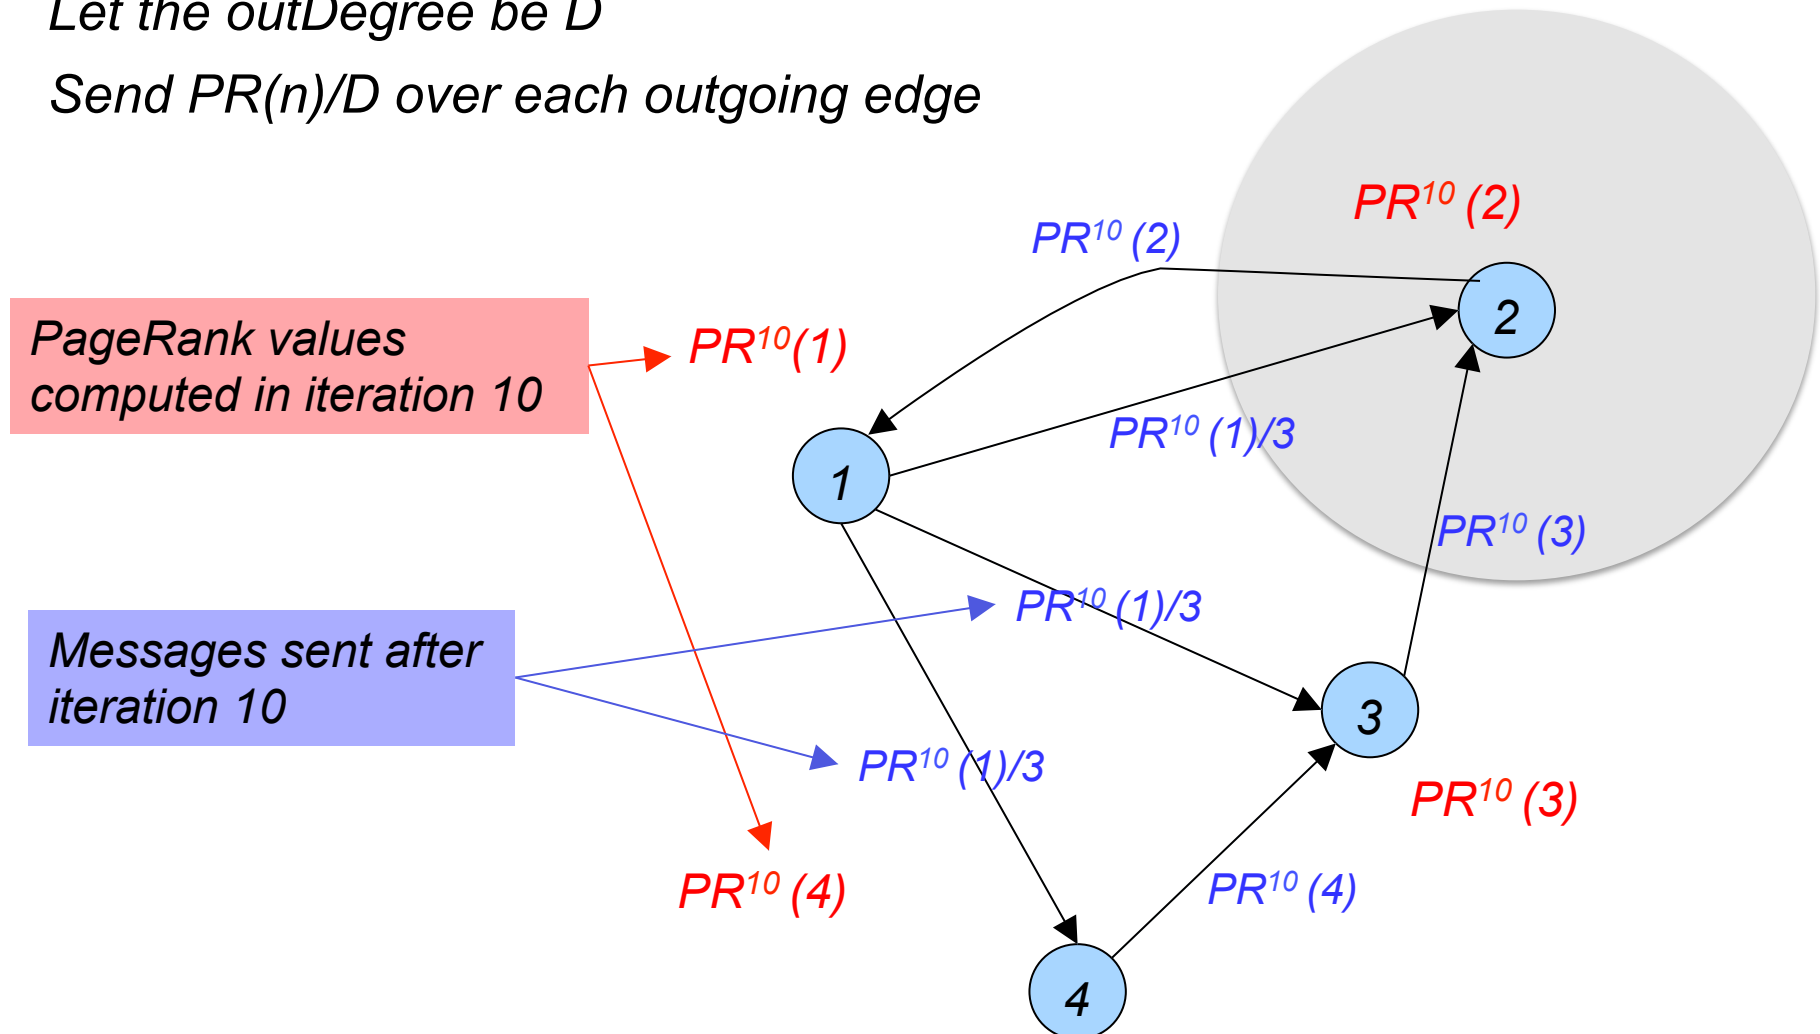 Let the outDegree be D
Send PR(n)/D over each outgoing edge
PR¹⁰ (2)
PR¹⁰ (2)
2
PageRank values
computed in iteration 10
PR¹⁰(1)
PR¹⁰ (1)/3
1
PR¹⁰ (3)
PR¹⁰ (1)/3
Messages sent after
iteration 10
3
PR¹⁰ (1)/3
PR¹⁰ (3)
PR¹⁰ (4)
PR¹⁰ (4)
4